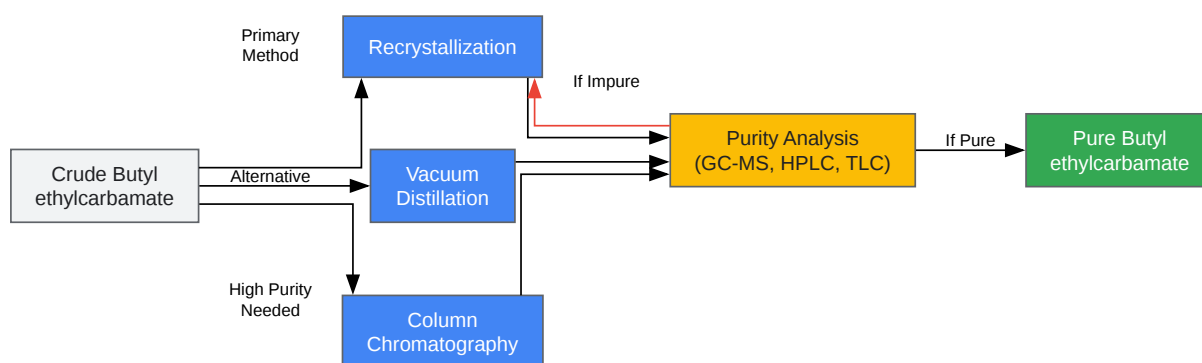 Primary
Method
Recrystallization
If Impure
Crude Butyl
ethylcarbamate
Alternative
Vacuum
Distillation
Purity Analysis
(GC-MS, HPLC, TLC)
If Pure
Pure Butyl
ethylcarbamate
High Purity
Needed
Column
Chromatography